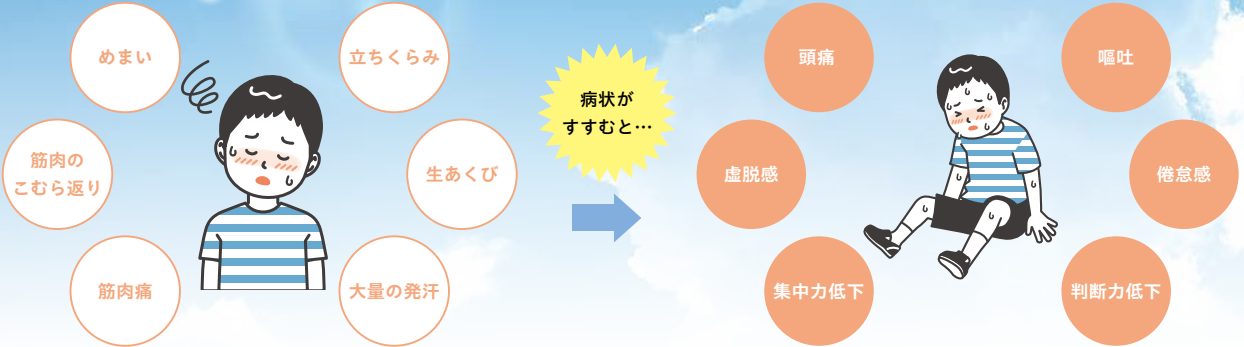 めまい
立ちくらみ
筋肉の
こむら返り
生あくび
筋肉痛
大量の発汗
病状が
すすむと…
頭痛
嘔吐
虚脱感
倦怠感
集中力低下
判断力低下